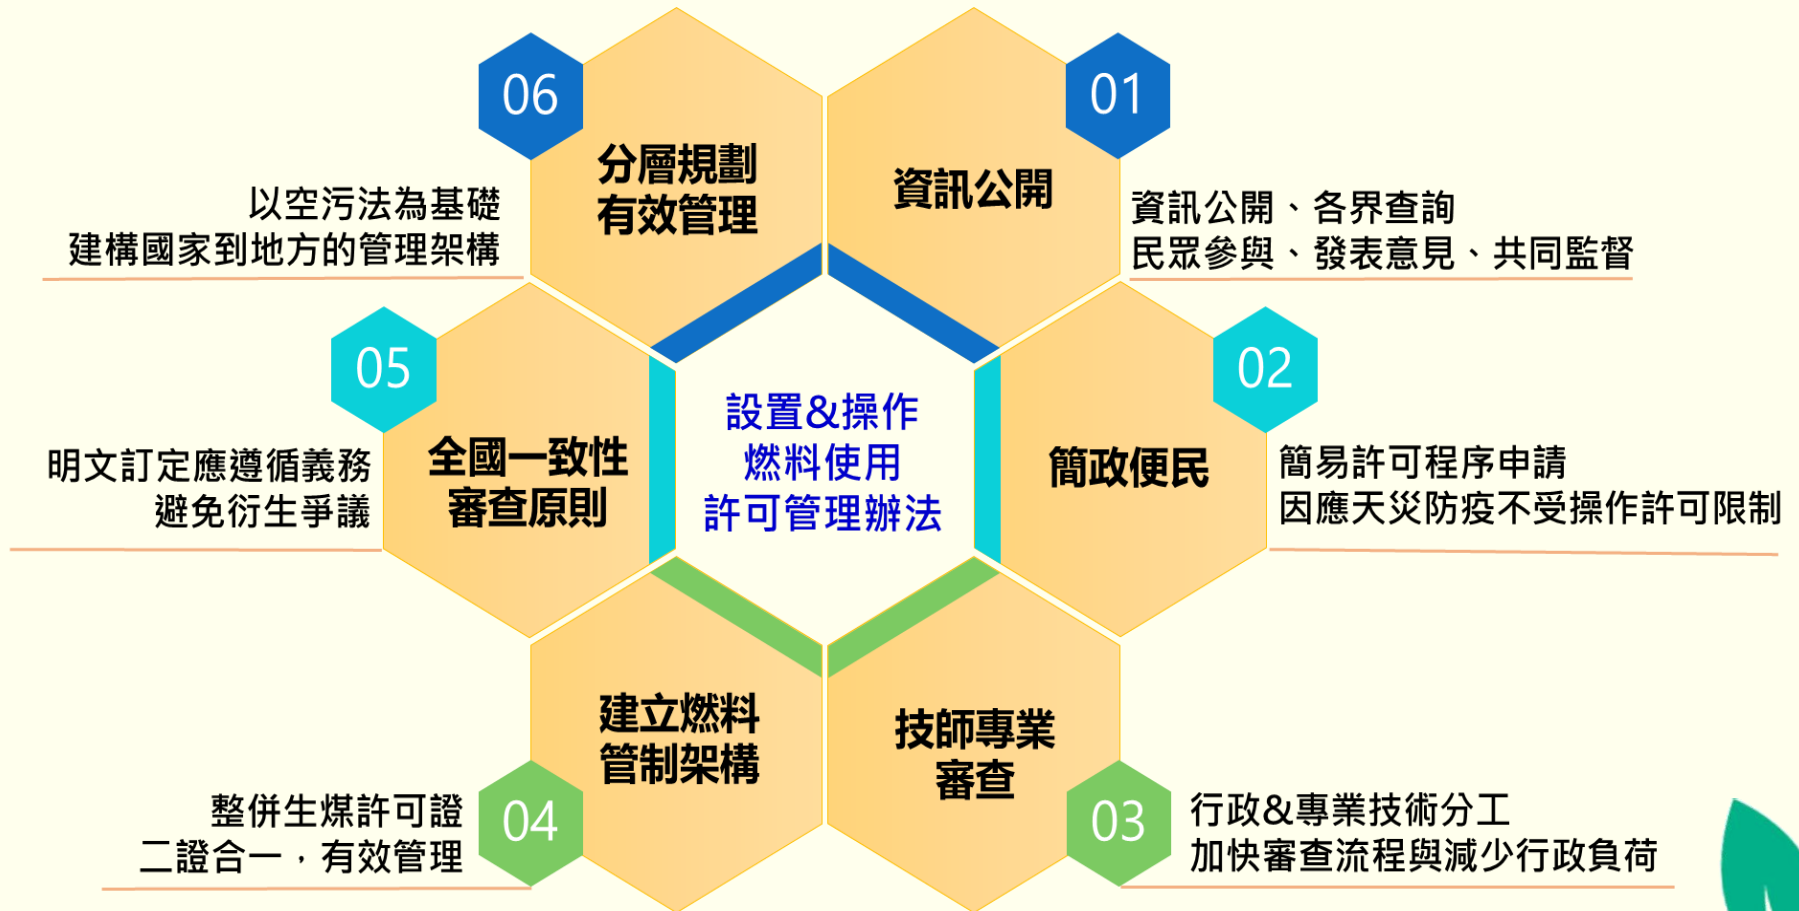 01
資訊公開
資訊公開、各界查詢
民眾參與、發表意見、共同監督
02
簡政便民
簡易許可程序申請
因應天災防疫不受操作許可限制
03
技師專業
審查
行政&專業技術分工
加快審查流程與減少行政負荷
04
建立燃料
管制架構
整併生煤許可證
二證合一，有效管理
05
全國一致性
審查原則
明文訂定應遵循義務
避免衍生爭議
06
分層規劃
有效管理
以空污法為基礎
建構國家到地方的管理架構
設置&操作
燃料使用
許可管理辦法